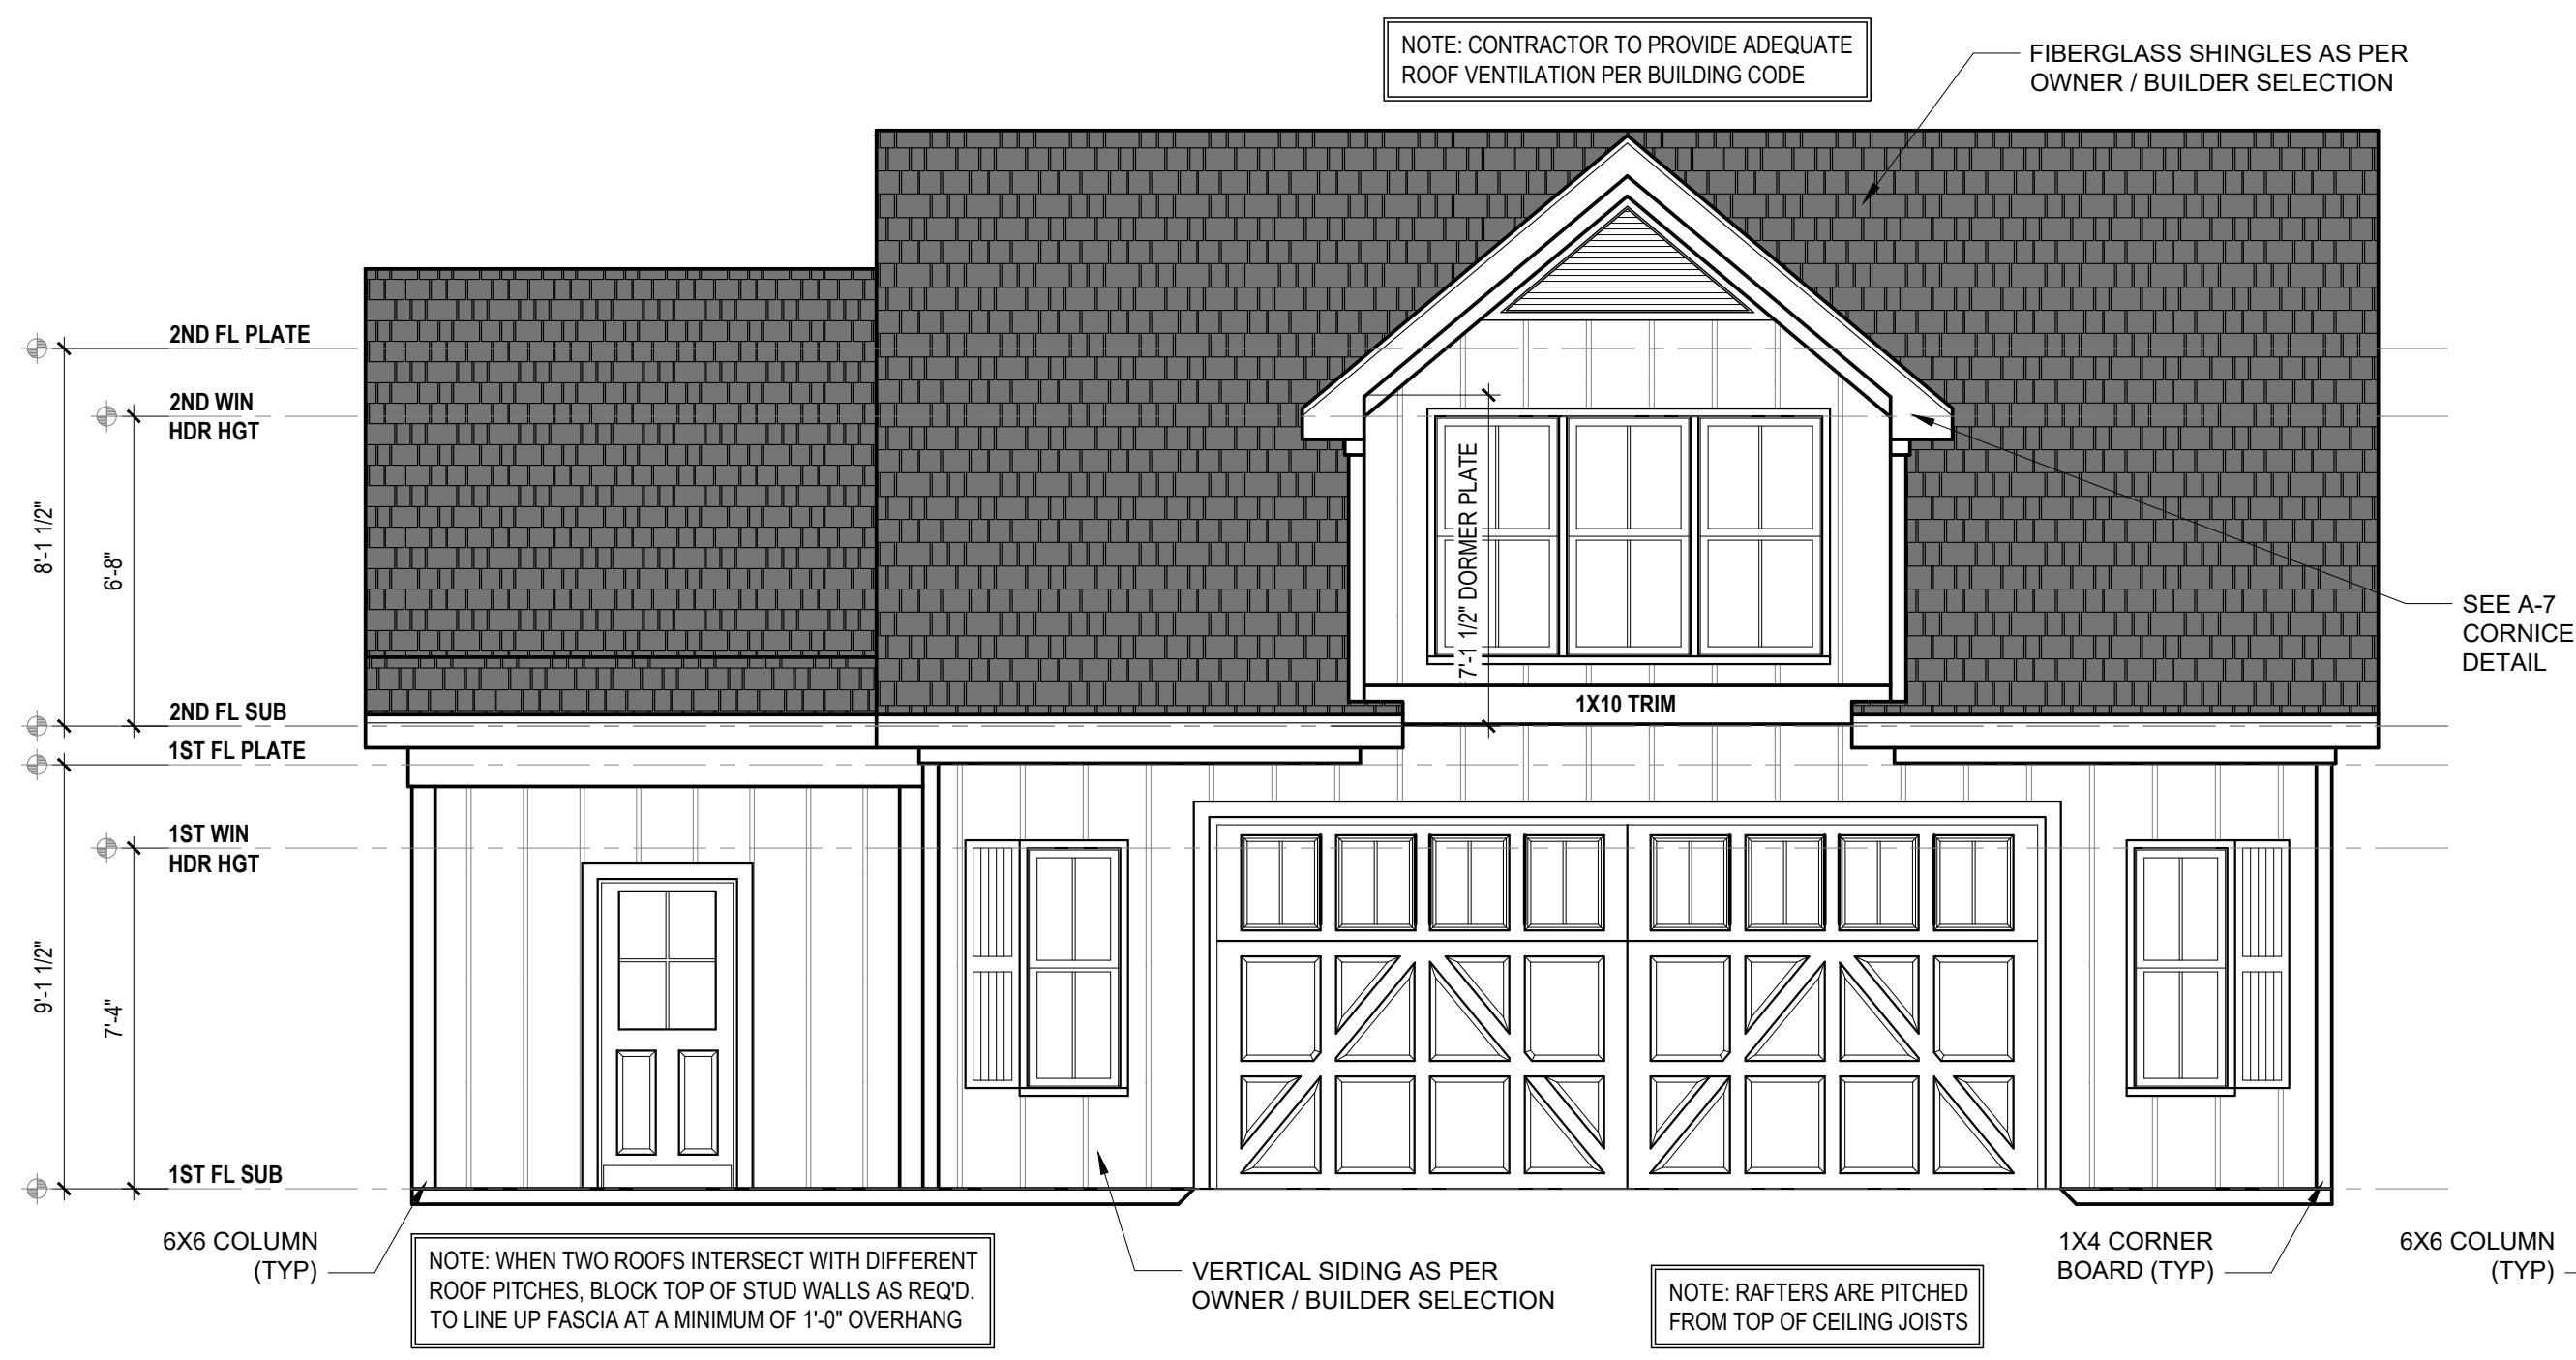 NOTE: CONTRACTOR TO PROVIDE ADEQUATE
ROOF VENTILATION PER BUILDING CODE
FIBERGLASS SHINGLES AS PER
OWNER / BUILDER SELECTION
2ND FL PLATE
2ND WIN
HDR HGT
8'-1 1/2"
6'-8"
7'-1 1/2" DORMER PLATE
SEE A-7
CORNICE
DETAIL
1X10 TRIM
2ND FL SUB
1ST FL PLATE
1ST WIN
HDR HGT
9'-1 1/2"
7'-4"
1ST FL SUB
6X6 COLUMN
(TYP)
NOTE: WHEN TWO ROOFS INTERSECT WITH DIFFERENT
ROOF PITCHES, BLOCK TOP OF STUD WALLS AS REQ'D.
TO LINE UP FASCIA AT A MINIMUM OF 1'-0" OVERHANG
VERTICAL SIDING AS PER
OWNER / BUILDER SELECTION
NOTE: RAFTERS ARE PITCHED
FROM TOP OF CEILING JOISTS
1X4 CORNER
BOARD (TYP)
6X6 COLUMN
(TYP)